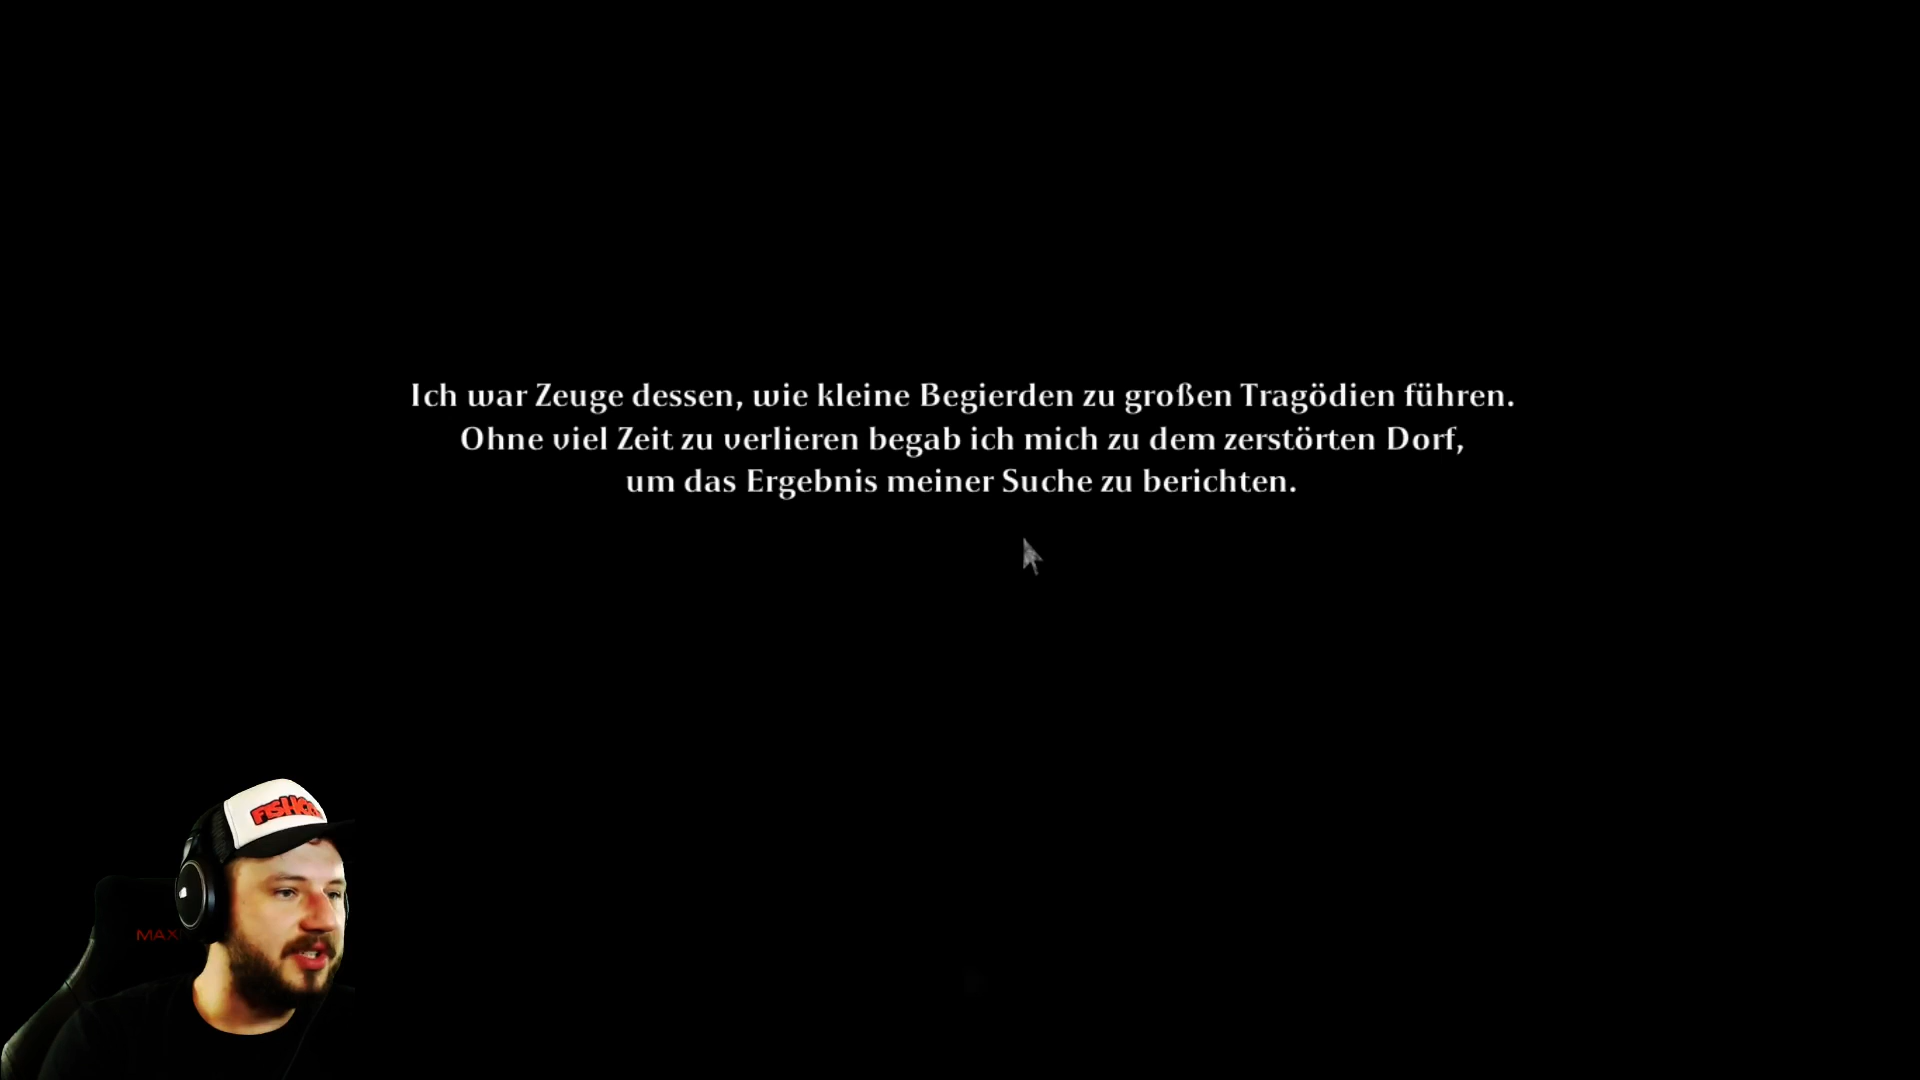 Ich war Zeuge dessen, wie kleine Begierden zu großen Tragödien führen.
Ohne viel Zeit zu verlieren begab ich mich zu dem zerstörten Dorf,
um das Ergebnis meiner Suche zu berichten.
MAX